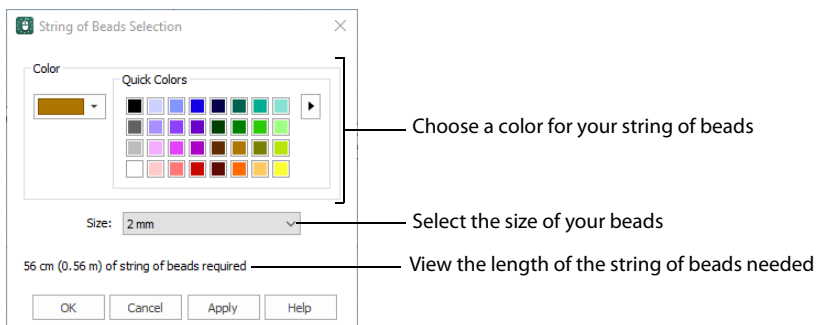 String of Beads Selection
Color
Quick Colors
Choose a color for your string of beads
Size: 2 mm
Select the size of your beads
56 cm (0.56 m) of string of beads required
View the length of the string of beads needed
OK Cancel Apply Help